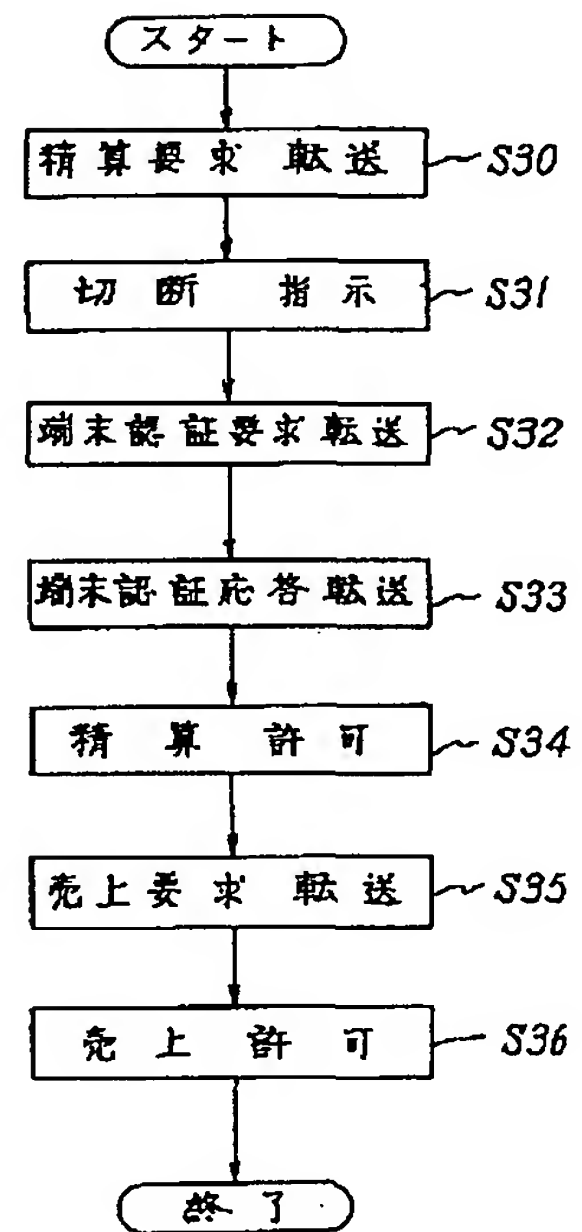 スタート
精算要求 転送 S30
切断 指示 S31
端末認証要求転送 S32
端末認証応答転送 S33
精算 許可 S34
売上要求 転送 S35
売上 許可 S36
終了